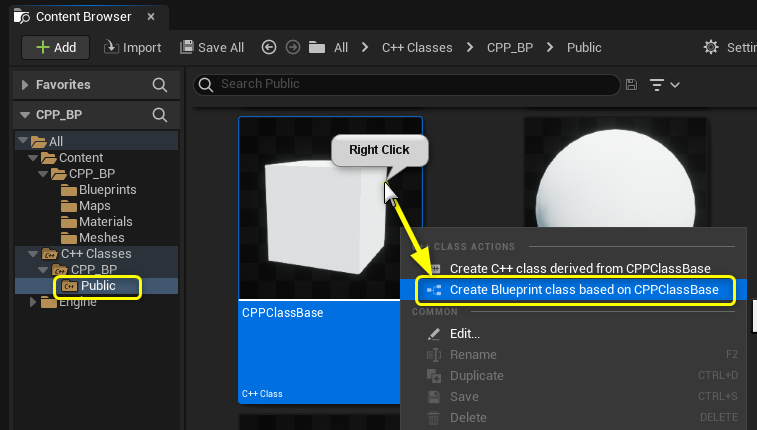 Content Browser
Add
Import
Save All
All
C++ Classes
CPP_BP
Public
Favorites
Search Public
CPP_BP
All
Content
CPP_BP
Blueprints
Maps
Materials
Meshes
C++ Classes
CPP_BP
Public
Engine
Right Click
CPPClassBase
C++ Class
CLASS ACTIONS
Create C++ class derived from CPPClassBase
Create Blueprint class based on CPPClassBase
COMMON
Edit...
Rename F2
Duplicate CTRL+D
Save CTRL+S
Delete DELETE